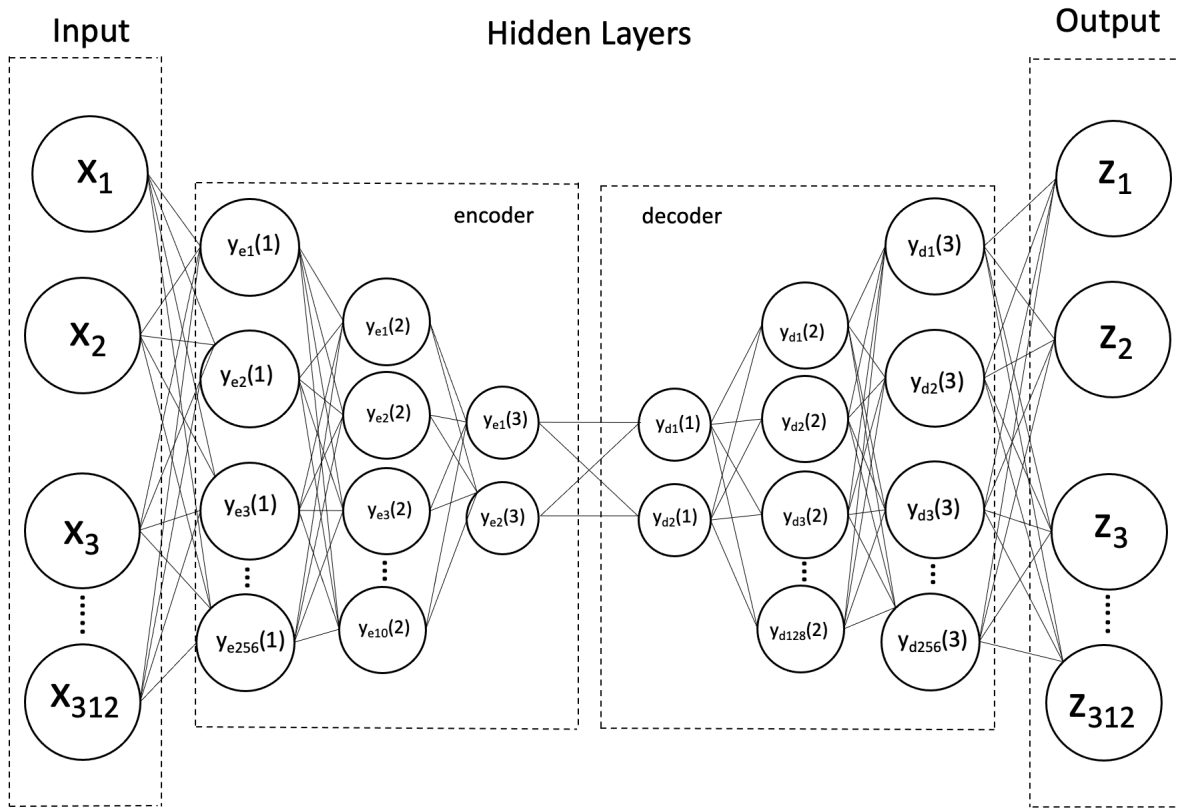 Input
Hidden Layers
Output
encoder
decoder
x1
x2
x3
x312
ye1(1)
ye2(1)
ye3(1)
ye256(1)
ye1(2)
ye2(2)
ye3(2)
ye10(2)
ye1(3)
ye2(3)
yd1(1)
yd2(1)
yd1(2)
yd2(2)
yd3(2)
yd128(2)
yd1(3)
yd2(3)
yd3(3)
yd256(3)
z1
z2
z3
z312